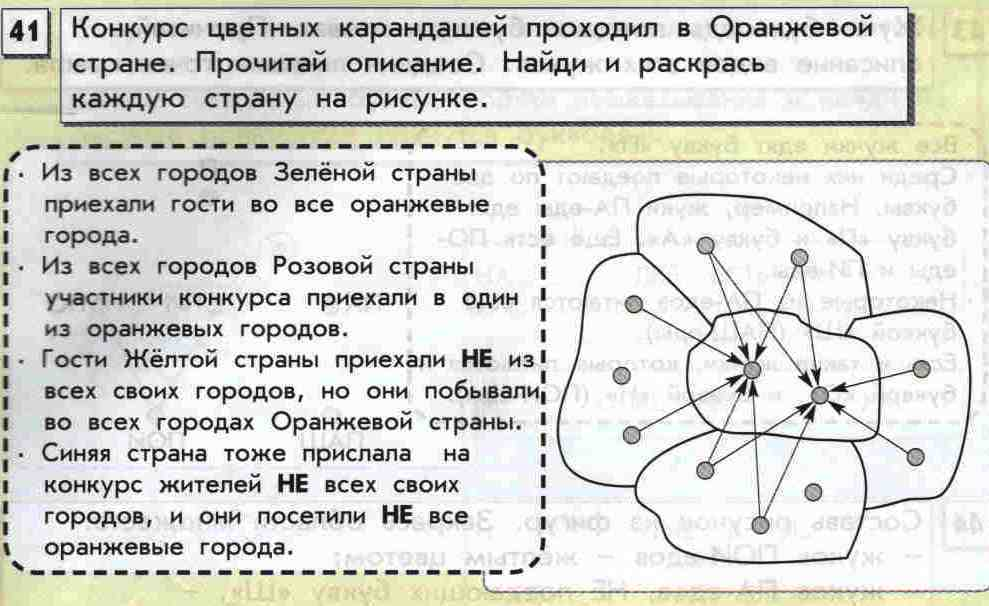 41
Конкурс цветных карандашей проходил в Оранжевой
стране. Прочитай описание. Найди и раскрась
каждую страну на рисунке.
· Из всех городов Зелёной страны
приехали гости во все оранжевые
города.
· Из всех городов Розовой страны
участники конкурса приехали в один
из оранжевых городов.
· Гости Жёлтой страны приехали НЕ из
всех своих городов, но они побывали
во всех городах Оранжевой страны.
· Синяя страна тоже прислала на
конкурс жителей НЕ всех своих
городов, и они посетили НЕ все
оранжевые города.